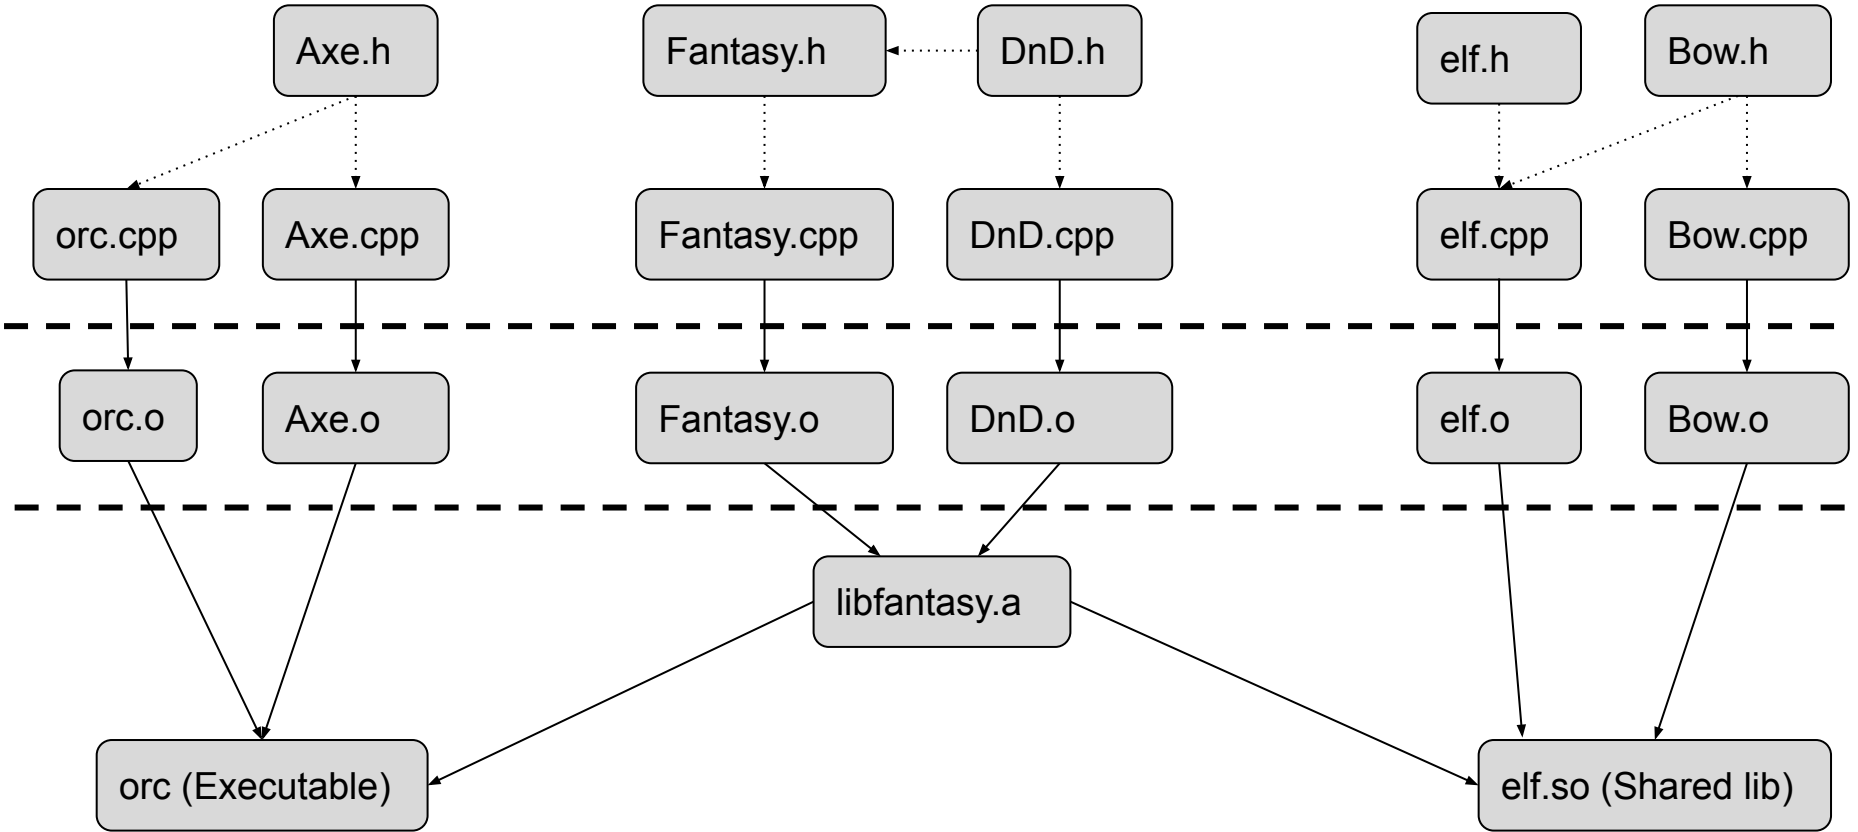 Axe.h
Fantasy.h
DnD.h
elf.h
Bow.h
orc.cpp
Axe.cpp
Fantasy.cpp
DnD.cpp
elf.cpp
Bow.cpp
orc.o
Axe.o
Fantasy.o
DnD.o
elf.o
Bow.o
libfantasy.a
orc (Executable)
elf.so (Shared lib)